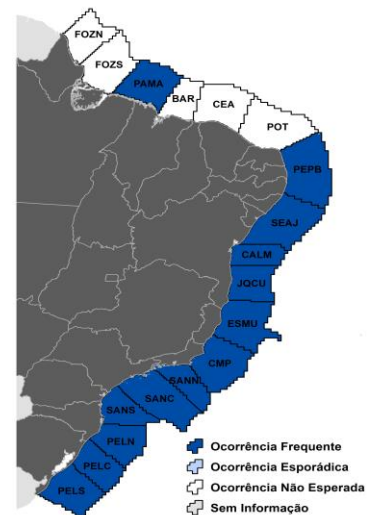 FOZN
FOZS
PAMA
BAR
CEA
POT
PEPB
SEAJ
CALM
JQCU
ESMU
CMP
SANN
SANC
SANS
PELN
PELC
PELS
Ocorrência Frequente
Ocorrência Esporádica
Ocorrência Não Esperada
Sem Informação